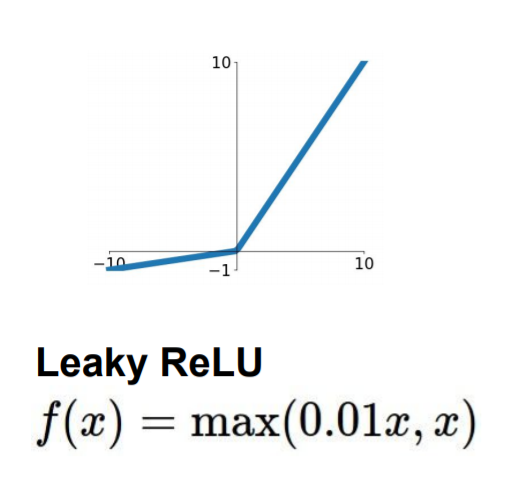 10
−10
−1
10
Leaky ReLU
f(x) = max(0.01x, x)